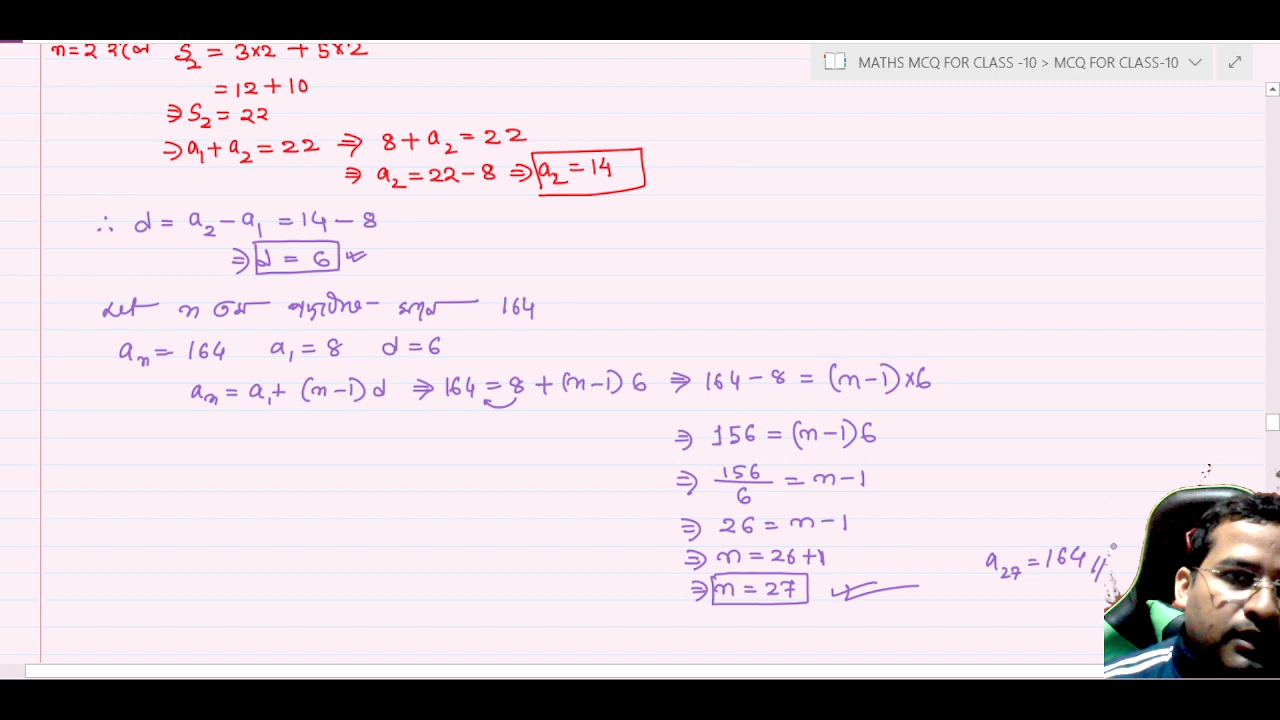 MATHS MCQ FOR CLASS -10 > MCQ FOR CLASS-10
n=2 হলে S₂ = 3×2 + 5×2
= 12 + 10
⇒ S₂ = 22
⇒ a₁ + a₂ = 22 ⇒ 8 + a₂ = 22
⇒ a₂ = 22 - 8 ⇒ a₂ = 14
∴ d = a₂ - a₁ = 14 - 8
⇒ d = 6
Let n তম 164
aₙ = 164 a₁ = 8 d = 6
aₙ = a₁ + (n-1) d ⇒ 164 = 8 + (n-1) 6 ⇒ 164 - 8 = (n-1) × 6
⇒ 156 = (n-1) 6
⇒ 156/6 = n - 1
⇒ 26 = n - 1
⇒ n = 26 + 1
⇒ n = 27
a₂₇ = 164 //